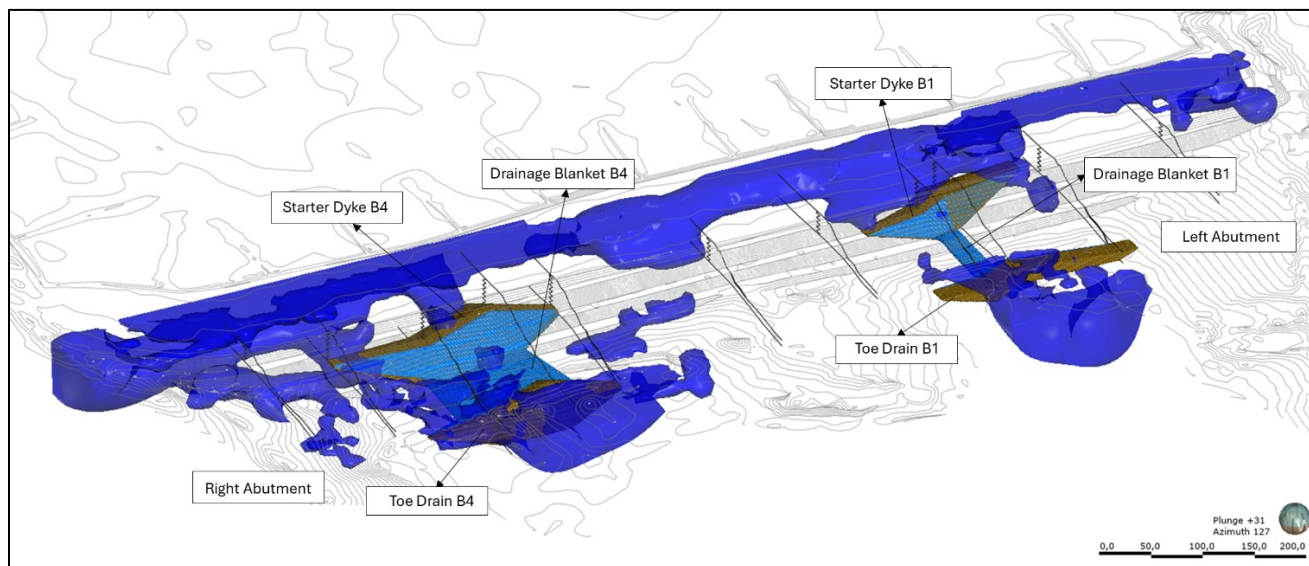 Starter Dyke B1
Drainage Blanket B4
Drainage Blanket B1
Starter Dyke B4
Left Abutment
Toe Drain B1
Right Abutment
Toe Drain B4
Plunge +31
Azimuth 127
0,0 50,0 100,0 150,0 200,0